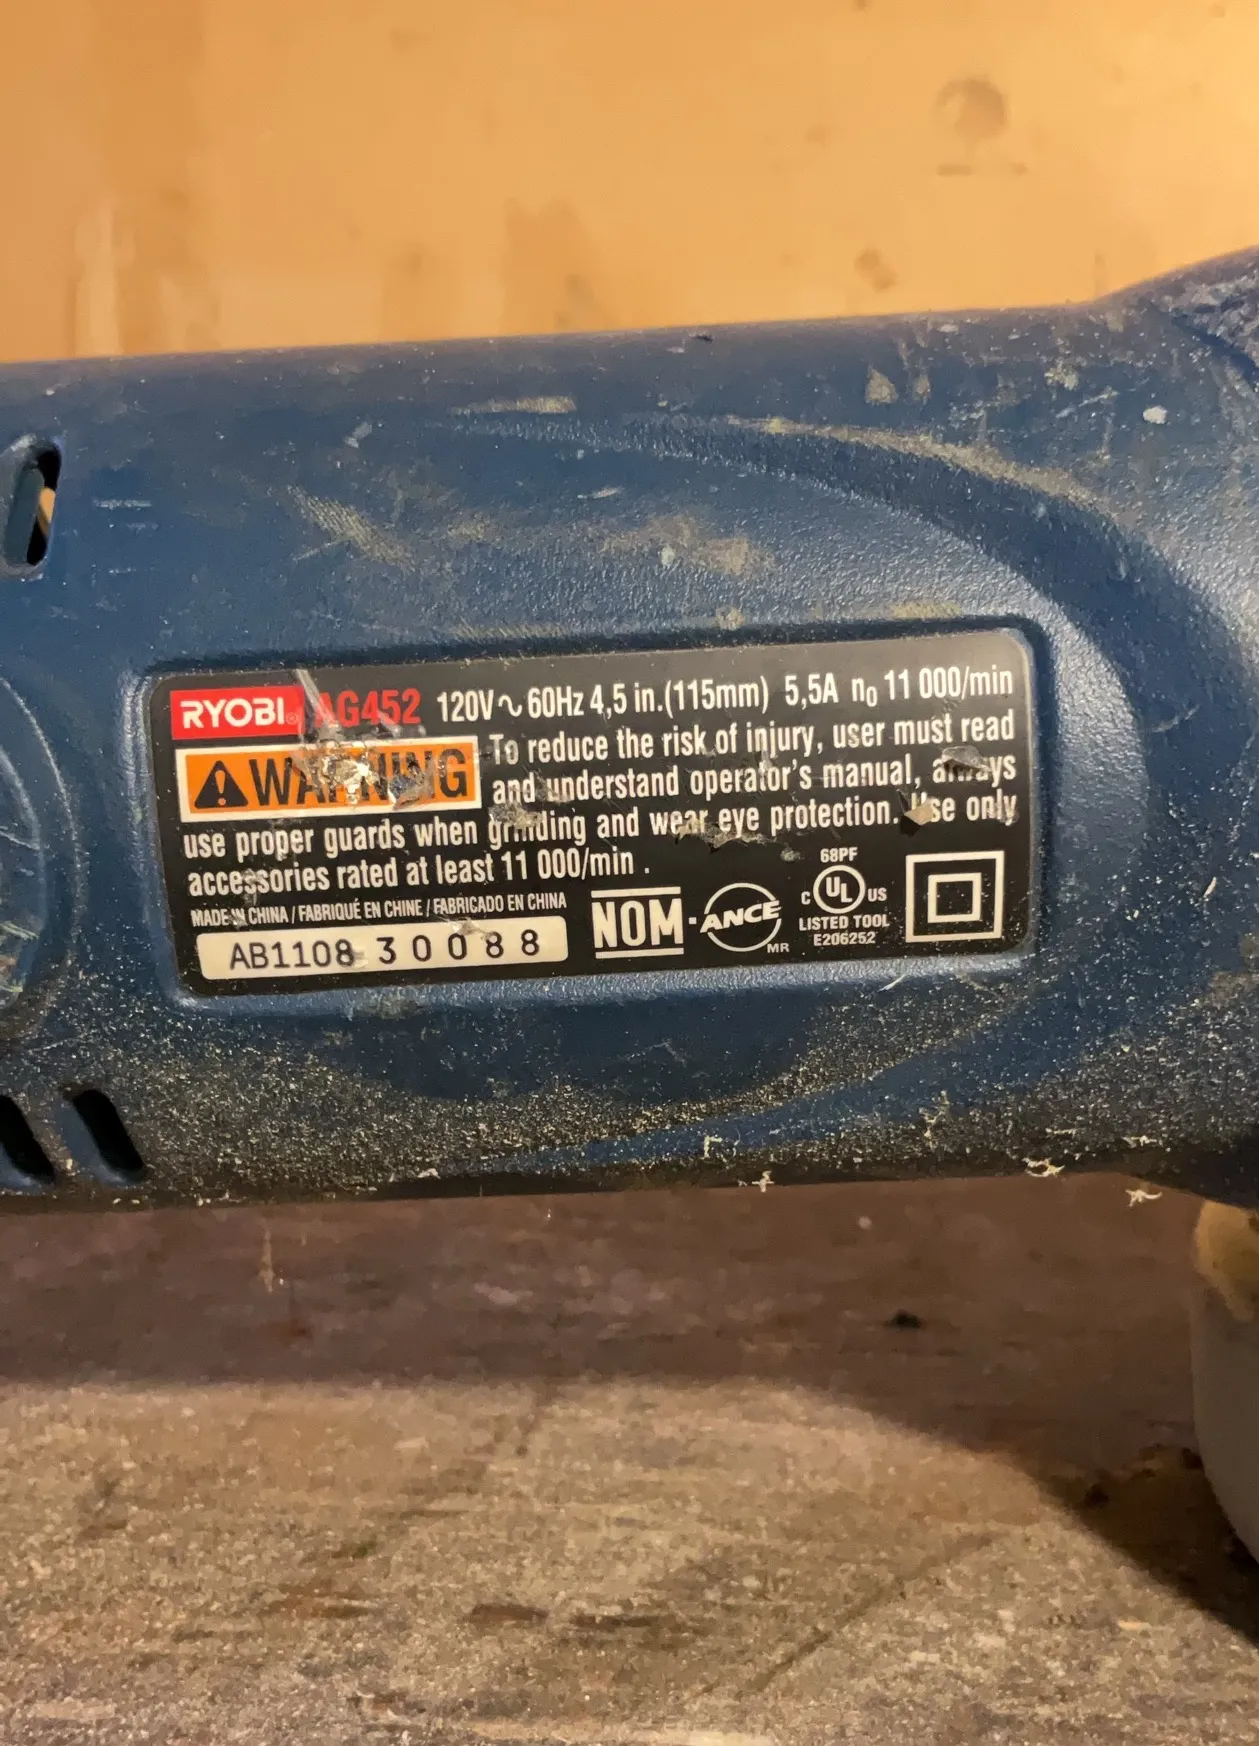 RYOBI® AG452 120V~60Hz 4,5 in.(115mm) 5,5A n₀ 11 000/min
⚠WARNING To reduce the risk of injury, user must read
and understand operator's manual, always
use proper guards when grinding and wear eye protection. Use only
accessories rated at least 11 000/min .
MADE IN CHINA / FABRIQUÉ EN CHINE / FABRICADO EN CHINA
AB1108 30088
NOM-ANCE MR
68PF
C UL US
LISTED TOOL
E206252